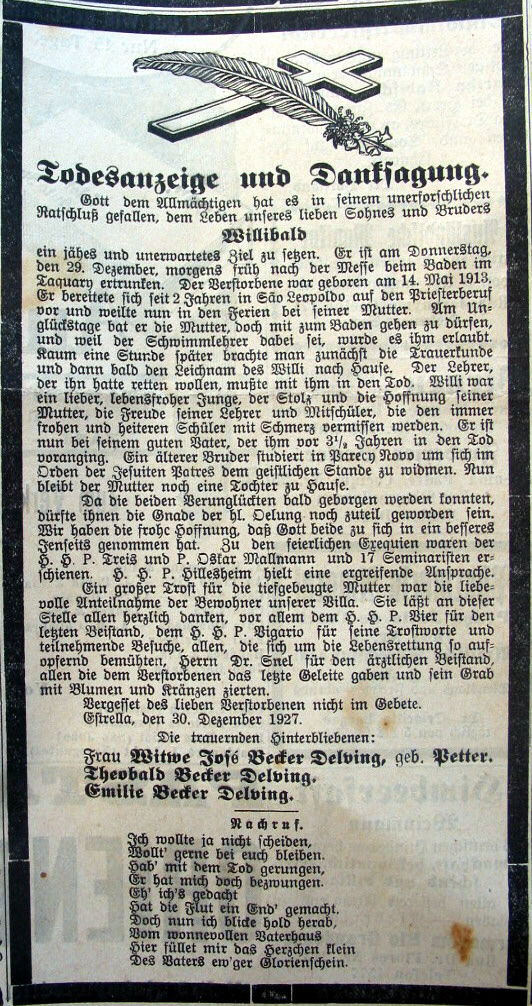 Todesanzeige und Danksagung.
Gott dem Allmächtigen hat es in seinem unerforschlichen
Ratschluß gefallen, dem Leben unseres lieben Sohnes und Bruders
Willibald
ein jähes und unerwartetes Ziel zu setzen. Er ist am Donnerstag,
den 29. Dezember, morgens früh nach der Messe beim Baden im
Taquary ertrunken. Der Verstorbene war geboren am 14. Mai 1913.
Er bereitete sich seit 2 Jahren in São Leopoldo auf den Priesterberuf
vor und weilte nun in den Ferien bei seiner Mutter. Am Un-
glückstage bat er die Mutter, doch mit zum Baden gehen zu dürfen,
und weil der Schwimmlehrer dabei sei, wurde es ihm erlaubt.
Kaum eine Stunde später brachte man zunächst die Trauerkunde
und dann bald den Leichnam des Willi nach Hause. Der Lehrer,
der ihn hatte retten wollen, mußte mit ihm in den Tod. Willi war
ein lieber, lebensfroher Junge, der Stolz und die Hoffnung seiner
Mutter, die Freude seiner Lehrer und Mitschüler, die den immer
frohen und heiteren Schüler mit Schmerz vermissen werden. Er ist
nun bei seinem guten Vater, der ihm vor 3½ Jahren in den Tod
voranging. Ein älterer Bruder studiert in Parecy Novo um sich im
Orden der Jesuiten Patres dem geistlichen Stande zu widmen. Nun
bleibt der Mutter noch eine Tochter zu Hause.
Da die beiden Verunglückten bald geborgen werden konnten,
dürfte ihnen die Gnade der hl. Oelung noch zuteil geworden sein.
Wir haben die frohe Hoffnung, daß Gott beide zu sich in ein besseres
Jenseits genommen hat. Zu den feierlichen Exequien waren der
H. H. P. Treis und P. Oskar Mallmann und 17 Seminaristen er-
schienen. H. H. P. Hillesheim hielt eine ergreifende Ansprache.
Ein großer Trost für die tiefgebeugte Mutter war die liebe-
volle Anteilnahme der Bewohner unserer Villa. Sie läßt an dieser
Stelle allen herzlich danken, vor allem dem H. H. P. Vier für den
letzten Beistand, dem H. H. P. Vigario für seine Trostworte und
teilnehmende Besuche, allen, die sich um die Lebensrettung so auf-
opfernd bemühten, Herrn Dr. Snel für den ärztlichen Beistand,
allen die dem Verstorbenen das letzte Geleite gaben und sein Grab
mit Blumen und Kränzen zierten.
Vergesset des lieben Verstorbenen nicht im Gebete.
Estrella, den 30. Dezember 1927.
Die trauernden Hinterbliebenen:
Frau Witwe José Becker Delving, geb. Petter.
Theobald Becker Delving.
Emilie Becker Delving.
Nachruf.
Ich wollte ja nicht scheiden,
Wollt' gerne bei euch bleiben.
Hab' mit dem Tod gerungen,
Er hat mich doch bezwungen.
Eh' ich's gedacht
Hat die Flut ein End' gemacht.
Doch nun ich blicke hold herab,
Vom wonnevollen Vaterhaus
Hier füllet mir das Herzchen klein
Des Vaters ew'ger Glorienschein.